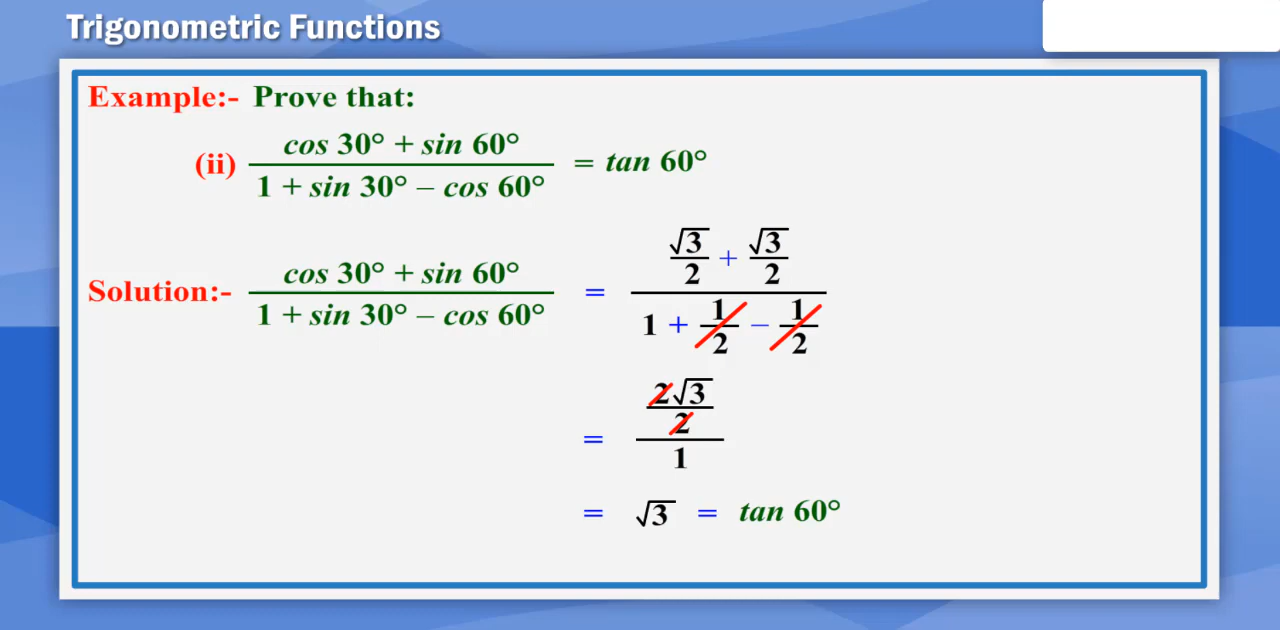 Trigonometric Functions
Example:- Prove that:
(ii) cos 30° + sin 60° / 1 + sin 30° – cos 60° = tan 60°
Solution:- cos 30° + sin 60° / 1 + sin 30° – cos 60° = √3/2 + √3/2 / 1 + 1/2 – 1/2
= 2√3/2 / 1
= √3 = tan 60°